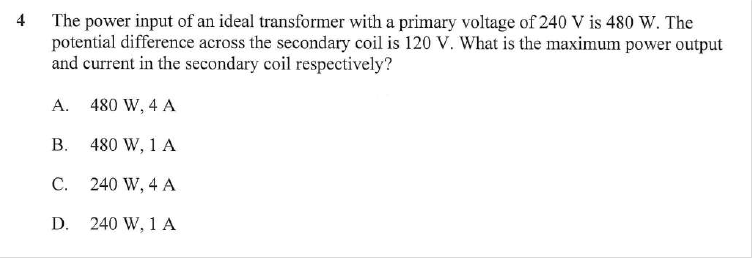 4 The power input of an ideal transformer with a primary voltage of 240 V is 480 W. The
potential difference across the secondary coil is 120 V. What is the maximum power output
and current in the secondary coil respectively?
A. 480 W, 4 A
B. 480 W, 1 A
C. 240 W, 4 A
D. 240 W, 1 A